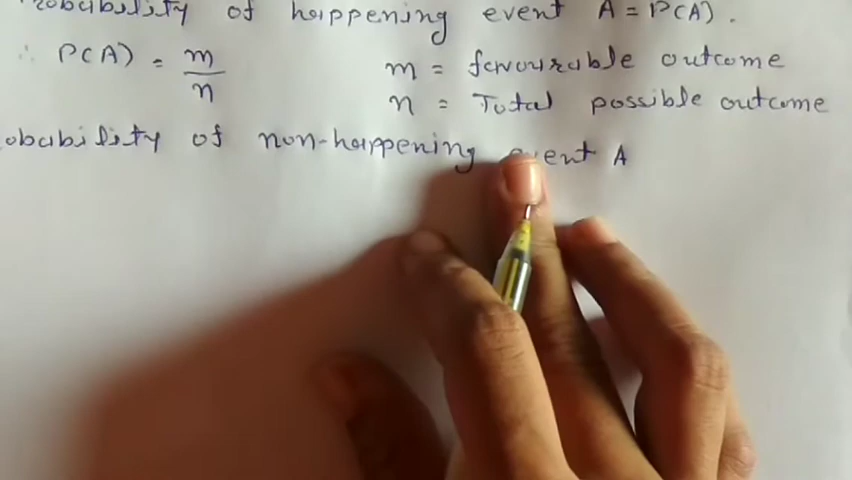 robability of happening event A = P(A).
∴ P(A) = m/n m = favourable outcome
n = Total possible outcome
obability of non-happening event A